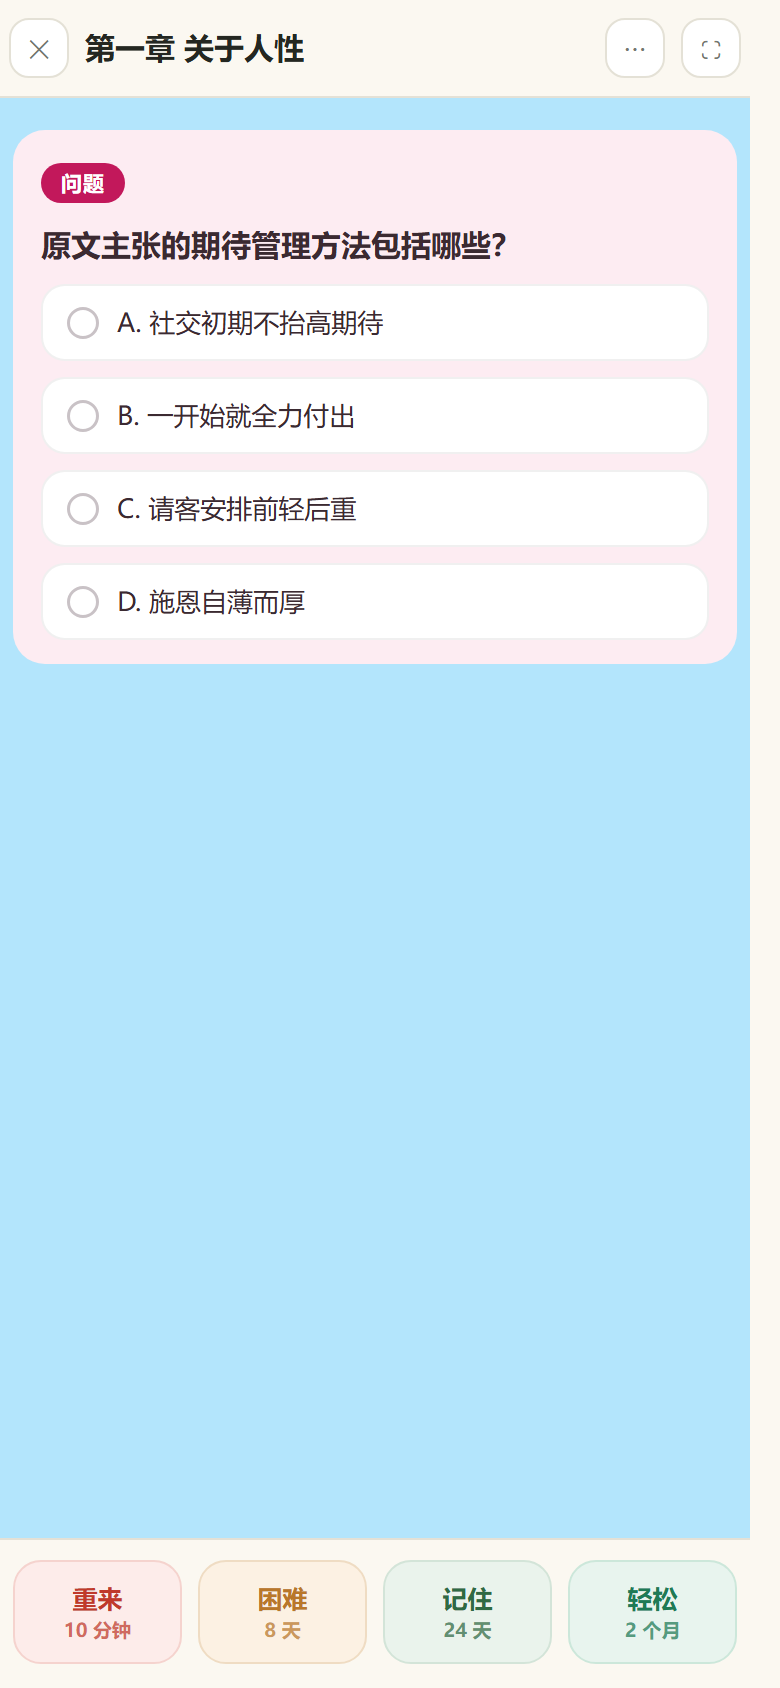 第一章 关于人性
问题
原文主张的期待管理方法包括哪些?
A. 社交初期不抬高期待
B. 一开始就全力付出
C. 请客安排前轻后重
D. 施恩自薄而厚
重来
10 分钟
困难
8 天
记住
24 天
轻松
2 个月